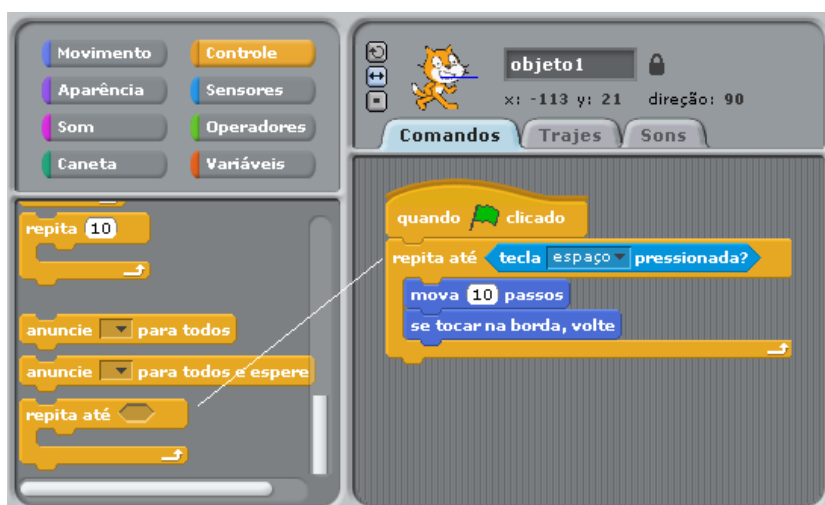 Movimento
Controle
Aparência
Sensores
Som
Operadores
Caneta
Variáveis
repita 10
anuncie para todos
anuncie para todos e espere
repita até
objeto1
x: -113 y: 21 direção: 90
Comandos
Trajes
Sons
quando clicado
repita até tecla espaço pressionada?
mova 10 passos
se tocar na borda, volte